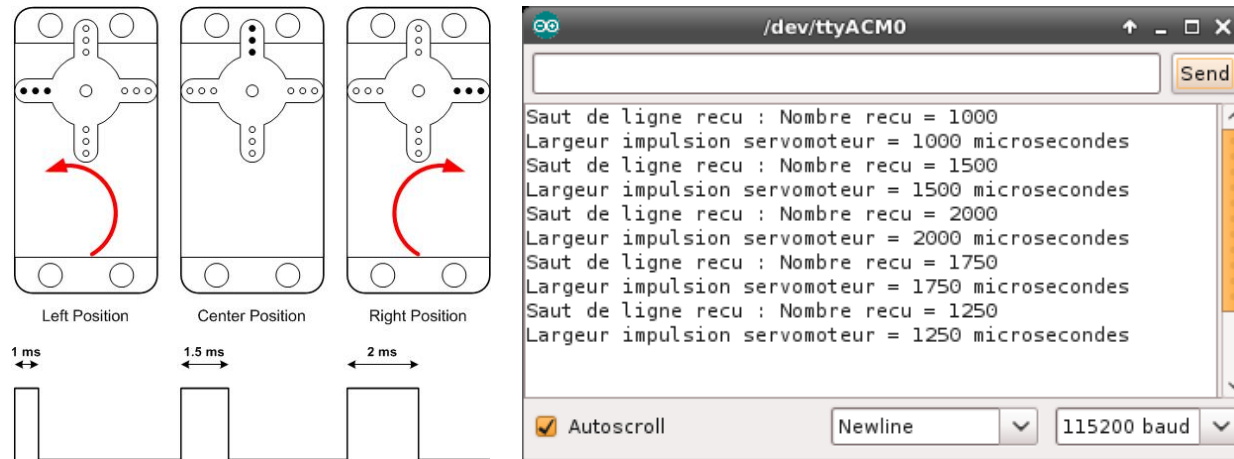 Left Position
Center Position
Right Position
1 ms
1.5 ms
2 ms
/dev/ttyACM0
Send
Saut de ligne recu : Nombre recu = 1000
Largeur impulsion servomoteur = 1000 microsecondes
Saut de ligne recu : Nombre recu = 1500
Largeur impulsion servomoteur = 1500 microsecondes
Saut de ligne recu : Nombre recu = 2000
Largeur impulsion servomoteur = 2000 microsecondes
Saut de ligne recu : Nombre recu = 1750
Largeur impulsion servomoteur = 1750 microsecondes
Saut de ligne recu : Nombre recu = 1250
Largeur impulsion servomoteur = 1250 microsecondes
Autoscroll
Newline
115200 baud